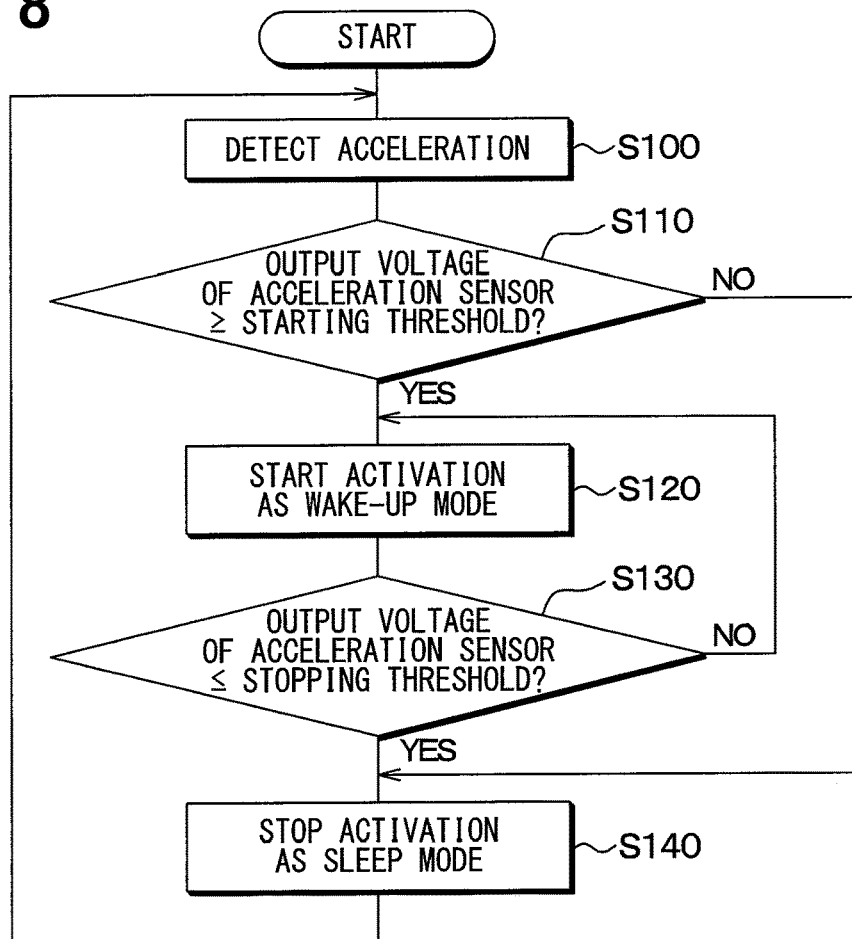 8
START
DETECT ACCELERATION
S100
S110
OUTPUT VOLTAGE
OF ACCELERATION SENSOR
≥ STARTING THRESHOLD?
NO
YES
START ACTIVATION
AS WAKE-UP MODE
S120
S130
OUTPUT VOLTAGE
OF ACCELERATION SENSOR
≤ STOPPING THRESHOLD?
NO
YES
STOP ACTIVATION
AS SLEEP MODE
S140